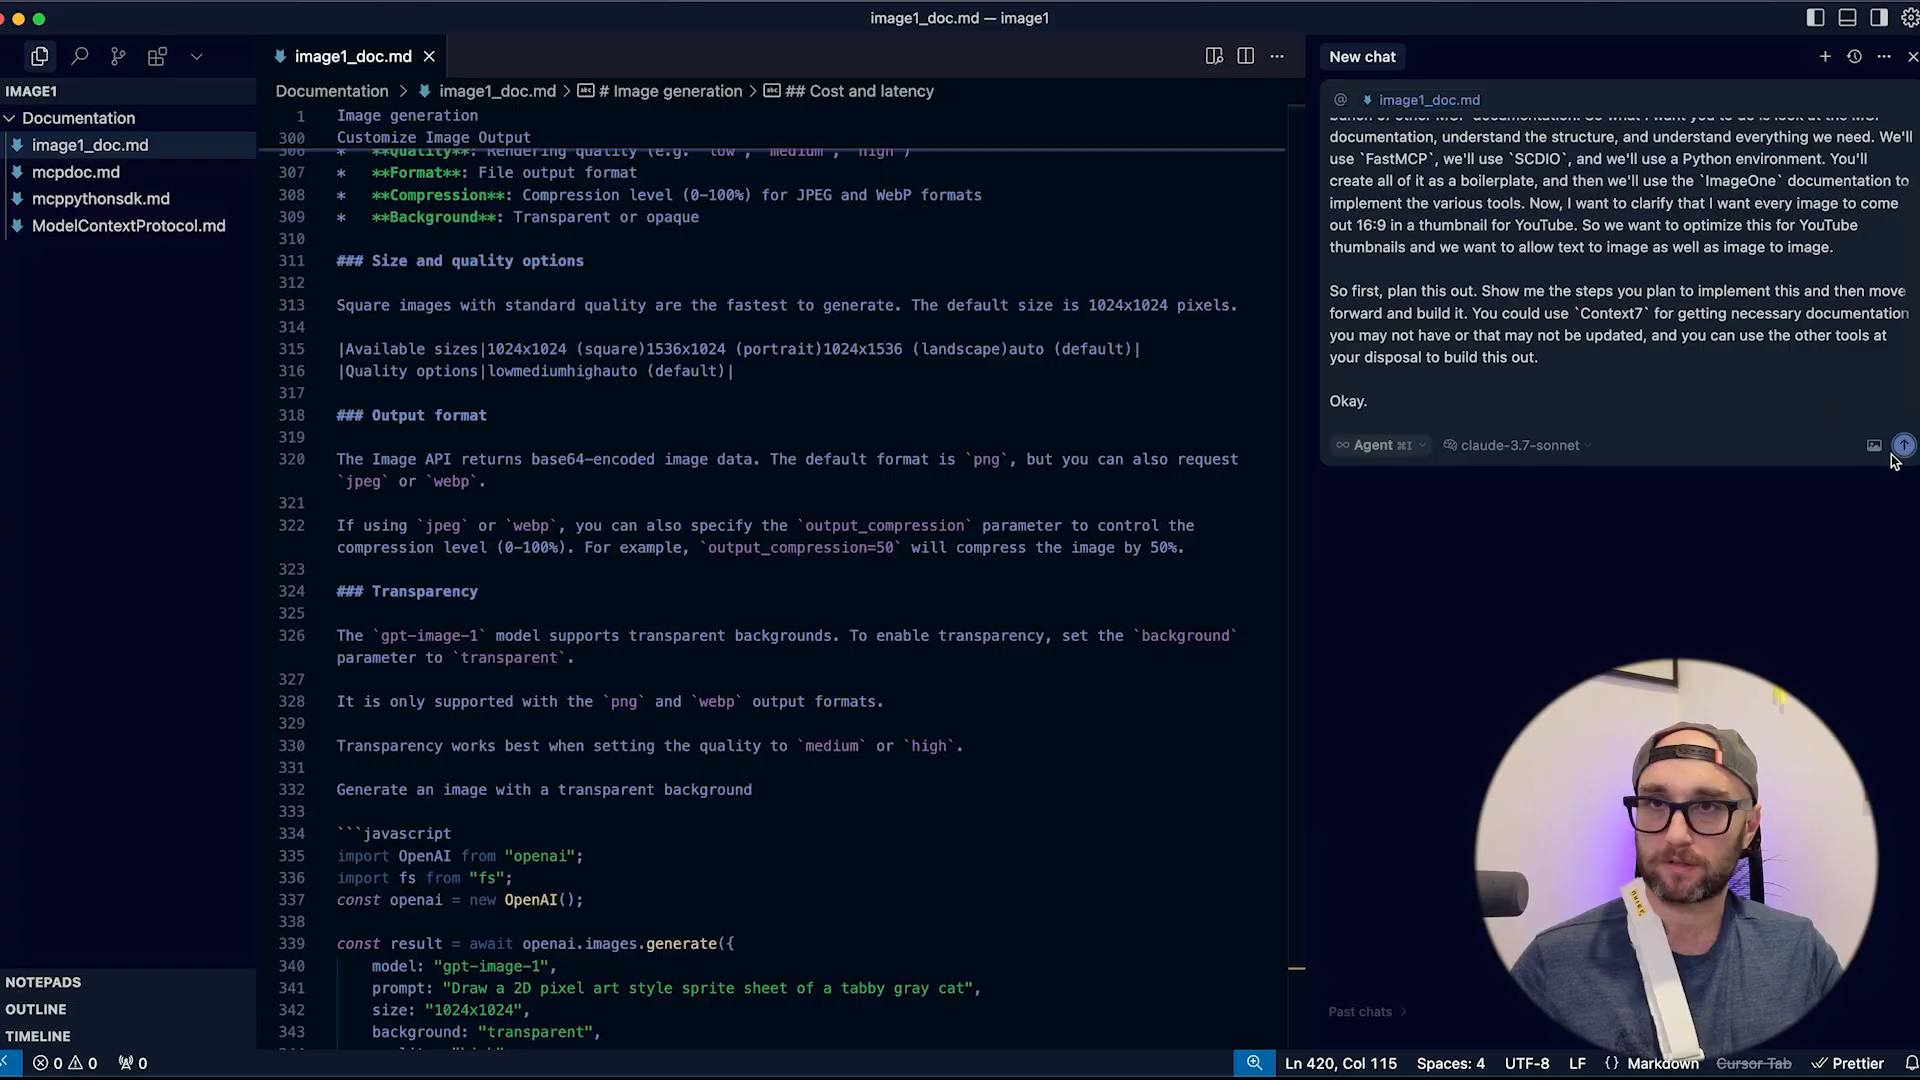 image1_doc.md — image1
image1_doc.md
New chat
IMAGE1
Documentation > image1_doc.md > # Image generation > ## Cost and latency
@ image1_doc.md
Documentation
image1_doc.md
mcpdoc.md
mcppythonsdk.md
ModelContextProtocol.md
1 Image generation
300 Customize Image Output
306 * **Quality**: Rendering quality (e.g. `low`, `medium`, `high`)
307 * **Format**: File output format
308 * **Compression**: Compression level (0-100%) for JPEG and WebP formats
309 * **Background**: Transparent or opaque
310
311 ### Size and quality options
312
313 Square images with standard quality are the fastest to generate. The default size is 1024x1024 pixels.
314
315 |Available sizes|1024x1024 (square)1536x1024 (portrait)1024x1536 (landscape)auto (default)|
316 |Quality options|lowmediumhighauto (default)|
317
318 ### Output format
319
320 The Image API returns base64-encoded image data. The default format is `png`, but you can also request
`jpeg` or `webp`.
321
322 If using `jpeg` or `webp`, you can also specify the `output_compression` parameter to control the
compression level (0-100%). For example, `output_compression=50` will compress the image by 50%.
323
324 ### Transparency
325
326 The `gpt-image-1` model supports transparent backgrounds. To enable transparency, set the `background`
parameter to `transparent`.
327
328 It is only supported with the `png` and `webp` output formats.
329
330 Transparency works best when setting the quality to `medium` or `high`.
331
332 Generate an image with a transparent background
333
334 ```javascript
335 import OpenAI from "openai";
336 import fs from "fs";
337 const openai = new OpenAI();
338
339 const result = await openai.images.generate({
340 model: "gpt-image-1",
341 prompt: "Draw a 2D pixel art style sprite sheet of a tabby gray cat",
342 size: "1024x1024",
343 background: "transparent",
documentation, understand the structure, and understand everything we need. We'll
use `FastMCP`, we'll use `SCDIO`, and we'll use a Python environment. You'll
create all of it as a boilerplate, and then we'll use the `ImageOne` documentation to
implement the various tools. Now, I want to clarify that I want every image to come
out 16:9 in a thumbnail for YouTube. So we want to optimize this for YouTube
thumbnails and we want to allow text to image as well as image to image.
So first, plan this out. Show me the steps you plan to implement this and then move
forward and build it. You could use `Context7` for getting necessary documentation
you may not have or that may not be updated, and you can use the other tools at
your disposal to build this out.
Okay.
∞ Agent ⌘I claude-3.7-sonnet
Past chats >
NOTEPADS
OUTLINE
TIMELINE
0 0 0
Ln 420, Col 115 Spaces: 4 UTF-8 LF {} Markdown Cursor Tab Prettier